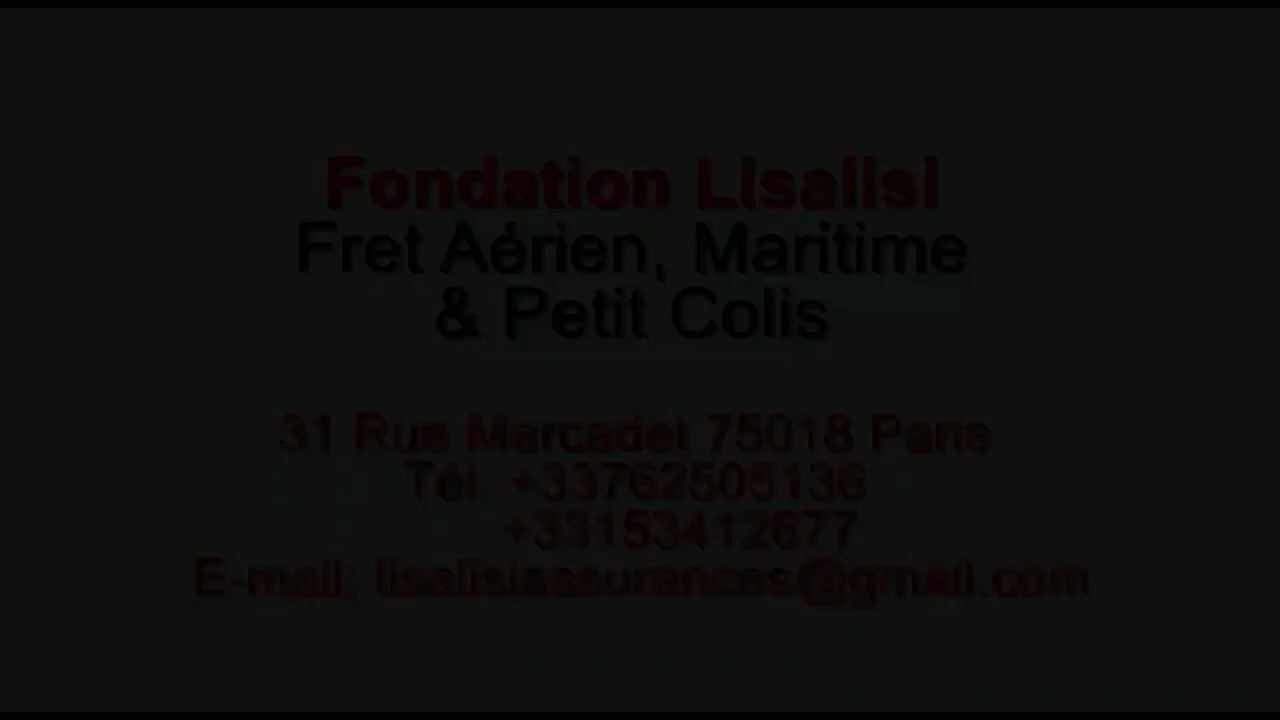 Fondation Lisalisi
Fret Aérien, Maritime
& Petit Colis
31 Rue Marcadet 75018 Paris
Tél. +33762505136
+33153412677
E-mail; lisalisiassurances@gmail.com